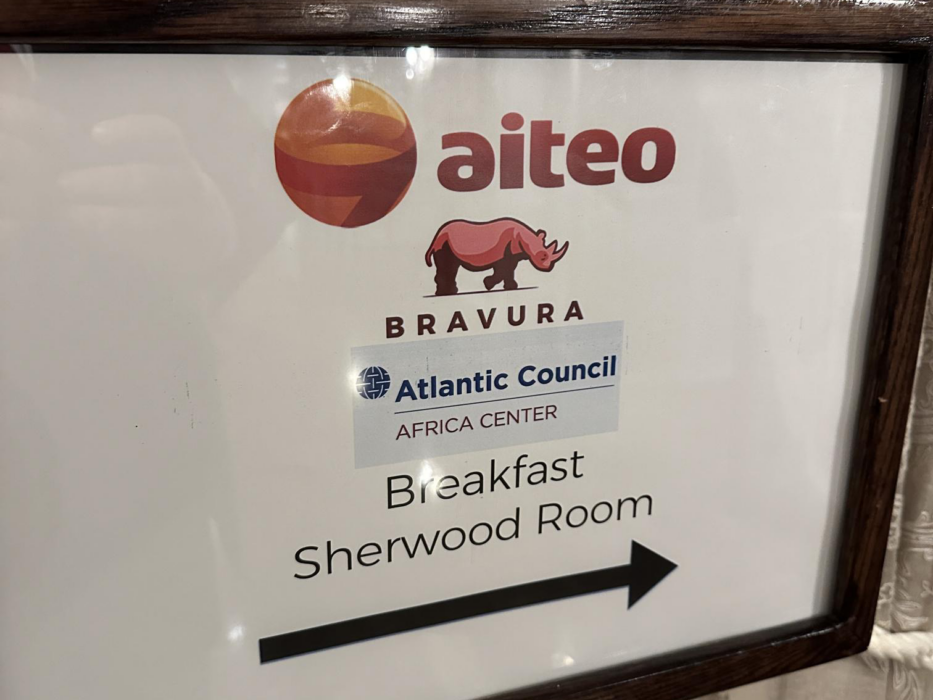 aiteo
BRAVURA
Atlantic Council
AFRICA CENTER
Breakfast
Sherwood Room